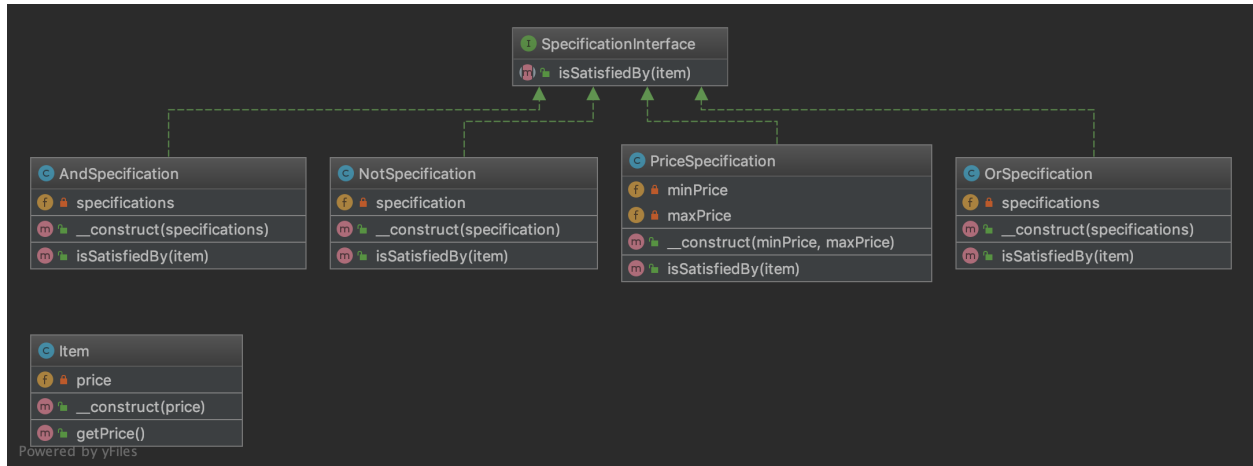 SpecificationInterface
isSatisfiedBy(item)
AndSpecification
specifications
__construct(specifications)
isSatisfiedBy(item)
NotSpecification
specification
__construct(specification)
isSatisfiedBy(item)
PriceSpecification
minPrice
maxPrice
__construct(minPrice, maxPrice)
isSatisfiedBy(item)
OrSpecification
specifications
__construct(specifications)
isSatisfiedBy(item)
Item
price
__construct(price)
getPrice()
Powered by yFiles